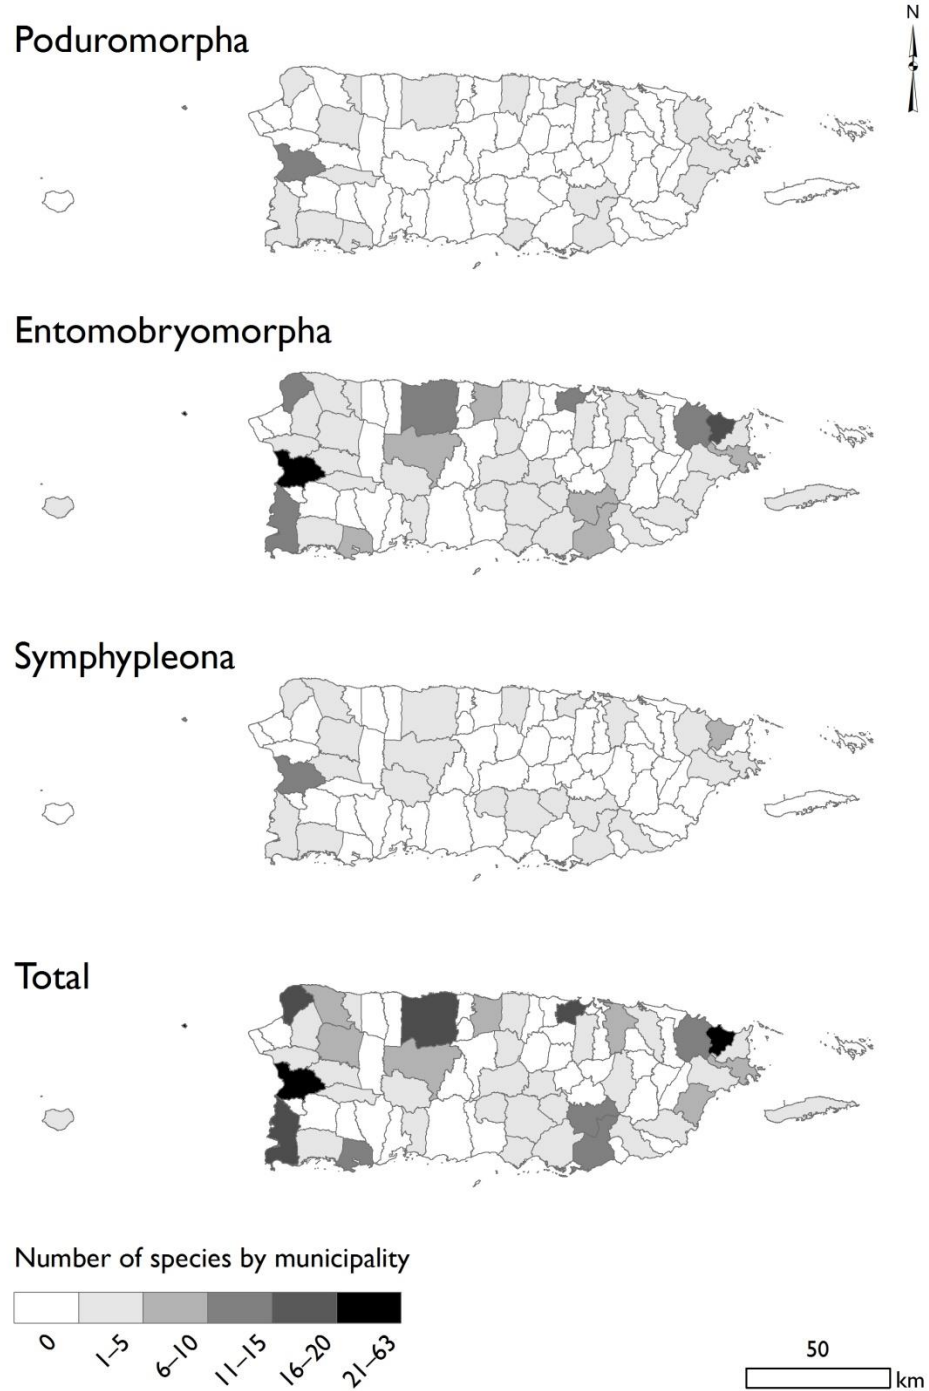 N
Poduromorpha
Entomobryomorpha
Symphypleona
Total
Number of species by municipality
0
1–5
6–10
11–15
16–20
21–63
50
km